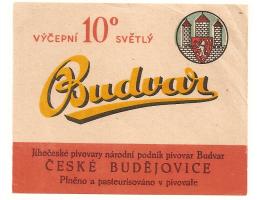 VÝČEPNÍ 10° SVĚTLÝ
Budvar
Jihočeské pivovary národní podnik pivovar Budvar
ČESKÉ BUDĚJOVICE
Plněno a pasteurisováno v pivovaře